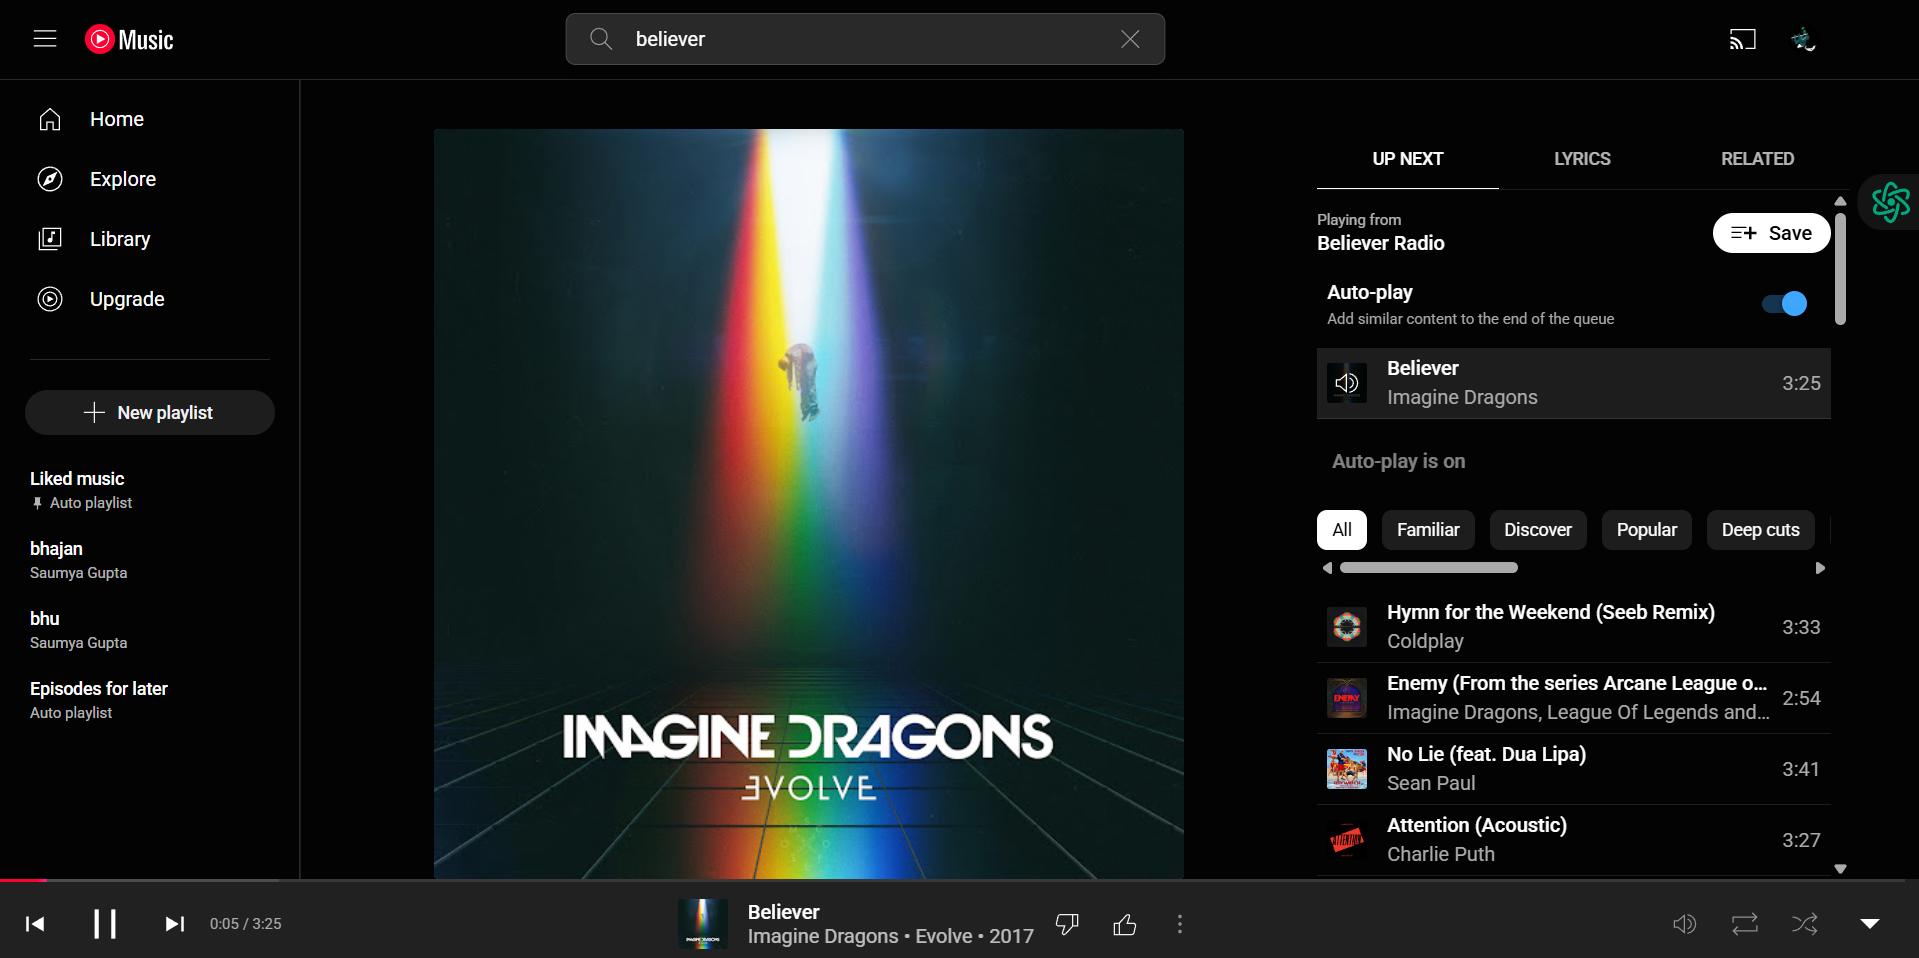 Music
believer
Home
Explore
Library
Upgrade
New playlist
Liked music
Auto playlist
bhajan
Saumya Gupta
bhu
Saumya Gupta
Episodes for later
Auto playlist
IMAGINE DRAGONS
EVOLVE
UP NEXT
LYRICS
RELATED
Playing from
Believer Radio
Save
Auto-play
Add similar content to the end of the queue
Believer
Imagine Dragons
3:25
Auto-play is on
All
Familiar
Discover
Popular
Deep cuts
Hymn for the Weekend (Seeb Remix)
Coldplay
3:33
Enemy (From the series Arcane League o...
Imagine Dragons, League Of Legends and...
2:54
No Lie (feat. Dua Lipa)
Sean Paul
3:41
Attention (Acoustic)
Charlie Puth
3:27
0:05 / 3:25
Believer
Imagine Dragons • Evolve • 2017